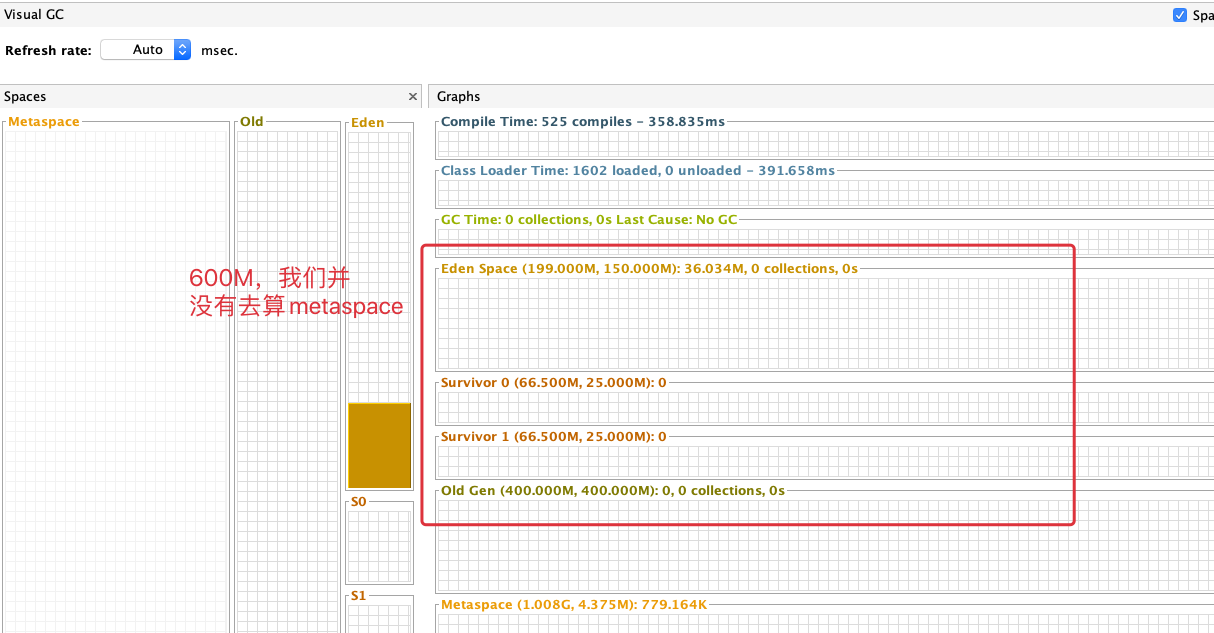 Visual GC
Spa
Refresh rate: Auto msec.
Spaces
Graphs
Metaspace
Old
Eden
S0
S1
600M，我们并
没有去算metaspace
Compile Time: 525 compiles - 358.835ms
Class Loader Time: 1602 loaded, 0 unloaded - 391.658ms
GC Time: 0 collections, 0s Last Cause: No GC
Eden Space (199.000M, 150.000M): 36.034M, 0 collections, 0s
Survivor 0 (66.500M, 25.000M): 0
Survivor 1 (66.500M, 25.000M): 0
Old Gen (400.000M, 400.000M): 0, 0 collections, 0s
Metaspace (1.008G, 4.375M): 779.164K